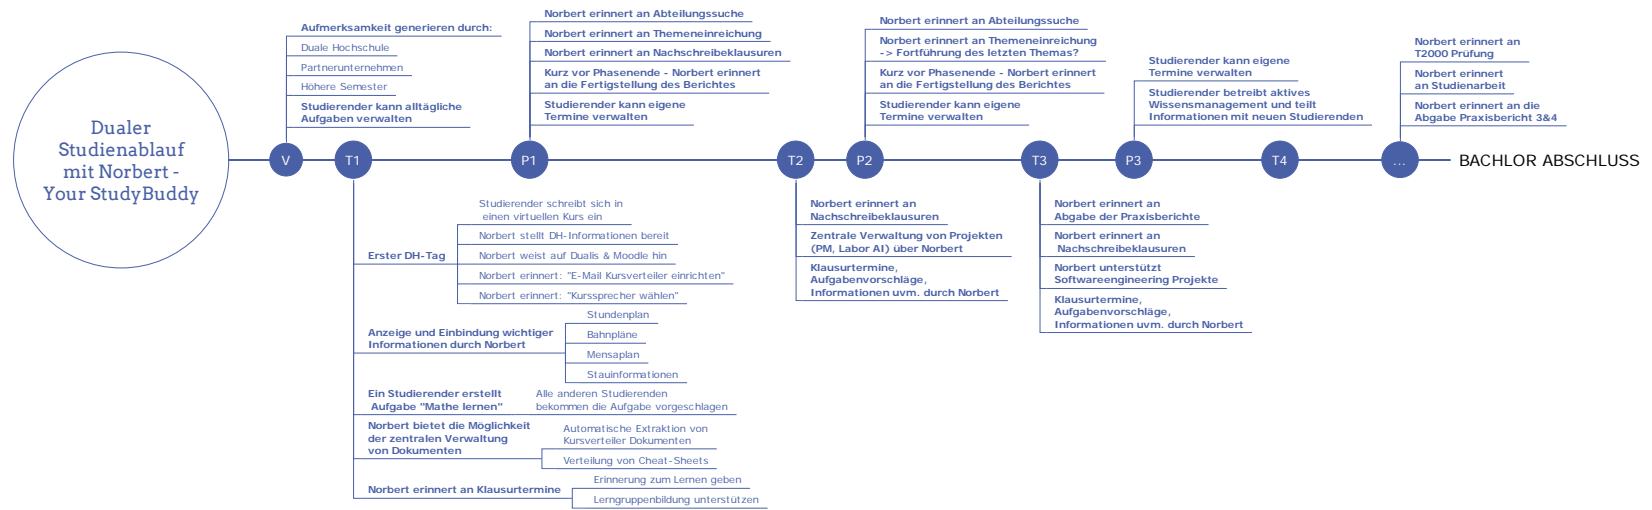 Dualer
Studienablauf
mit Norbert -
Your StudyBuddy
V
Aufmerksamkeit generieren durch:
Duale Hochschule
Partnerunternehmen
Höhere Semester
Studierender kann alltägliche
Aufgaben verwalten
T1
Erster DH-Tag
Studierender schreibt sich in
einen virtuellen Kurs ein
Norbert stellt DH-Informationen bereit
Norbert weist auf Dualis & Moodle hin
Norbert erinnert: "E-Mail Kursverteiler einrichten"
Norbert erinnert: "Kurssprecher wählen"
Anzeige und Einbindung wichtiger
Informationen durch Norbert
Stundenplan
Bahnpläne
Mensaplan
Stauinformationen
Ein Studierender erstellt
Aufgabe "Mathe lernen"
Alle anderen Studierenden
bekommen die Aufgabe vorgeschlagen
Norbert bietet die Möglichkeit
der zentralen Verwaltung
von Dokumenten
Automatische Extraktion von
Kursverteiler Dokumenten
Verteilung von Cheat-Sheets
Norbert erinnert an Klausurtermine
Erinnerung zum Lernen geben
Lerngruppenbildung unterstützen
P1
Norbert erinnert an Abteilungssuche
Norbert erinnert an Themeneinreichung
Norbert erinnert an Nachschreibeklausuren
Kurz vor Phasenende - Norbert erinnert
an die Fertigstellung des Berichtes
Studierender kann eigene
Termine verwalten
T2
Norbert erinnert an
Nachschreibeklausuren
Zentrale Verwaltung von Projekten
(PM, Labor AI) über Norbert
Klausurtermine,
Aufgabenvorschläge,
Informationen uvm. durch Norbert
P2
Norbert erinnert an Abteilungssuche
Norbert erinnert an Themeneinreichung
-> Fortführung des letzten Themas?
Kurz vor Phasenende - Norbert erinnert
an die Fertigstellung des Berichtes
Studierender kann eigene
Termine verwalten
T3
Norbert erinnert an
Abgabe der Praxisberichte
Norbert erinnert an
Nachschreibeklausuren
Norbert unterstützt
Softwareengineering Projekte
Klausurtermine,
Aufgabenvorschläge,
Informationen uvm. durch Norbert
P3
Studierender kann eigene
Termine verwalten
Studierender betreibt aktives
Wissensmanagement und teilt
Informationen mit neuen Studierenden
T4
...
Norbert erinnert an
T2000 Prüfung
Norbert erinnert
an Studienarbeit
Norbert erinnert an die
Abgabe Praxisbericht 3&4
BACHLOR ABSCHLUSS